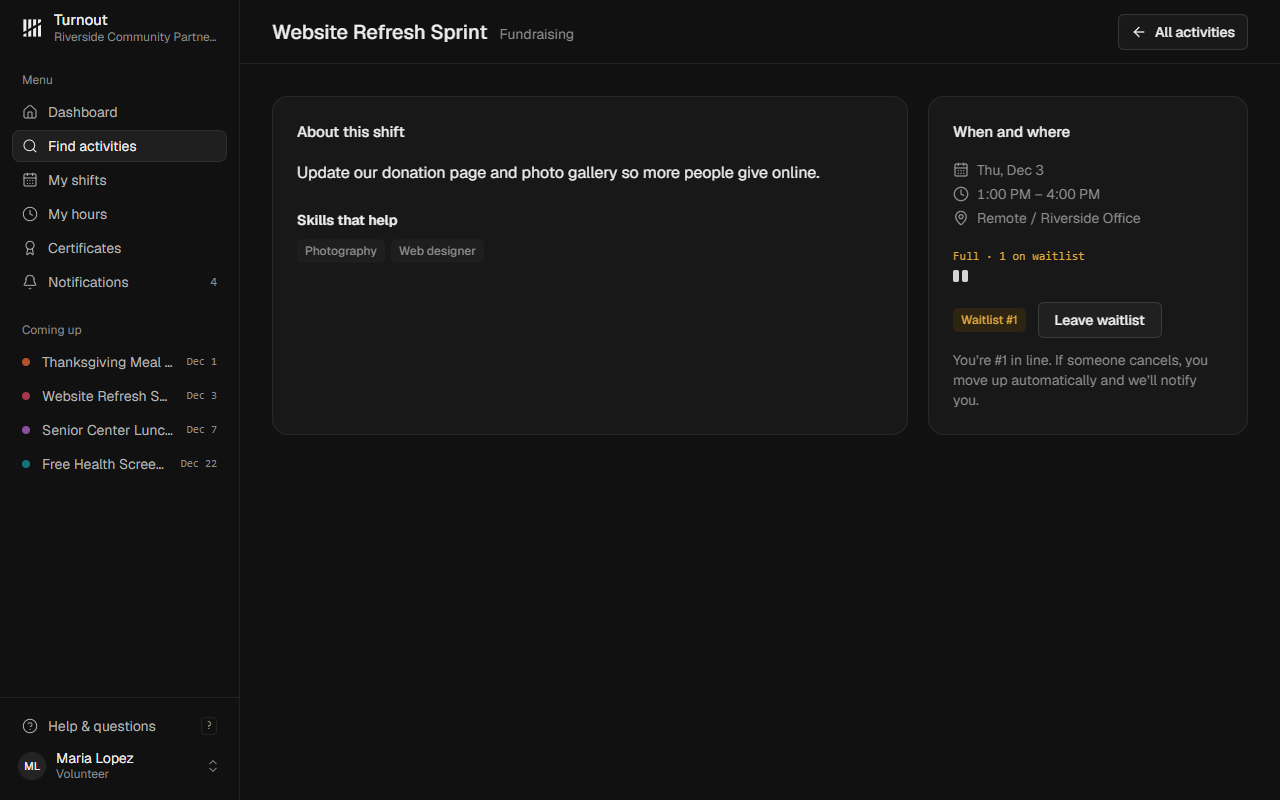 Turnout
Riverside Community Partne…
Menu
Dashboard
Find activities
My shifts
My hours
Certificates
Notifications 4
Coming up
Thanksgiving Meal … Dec 1
Website Refresh S… Dec 3
Senior Center Lunc… Dec 7
Free Health Scree… Dec 22
Help & questions ?
ML
Maria Lopez
Volunteer
Website Refresh Sprint Fundraising
All activities
About this shift
Update our donation page and photo gallery so more people give online.
Skills that help
Photography Web designer
When and where
Thu, Dec 3
1:00 PM – 4:00 PM
Remote / Riverside Office
Full · 1 on waitlist
Waitlist #1 Leave waitlist
You're #1 in line. If someone cancels, you
move up automatically and we'll notify
you.